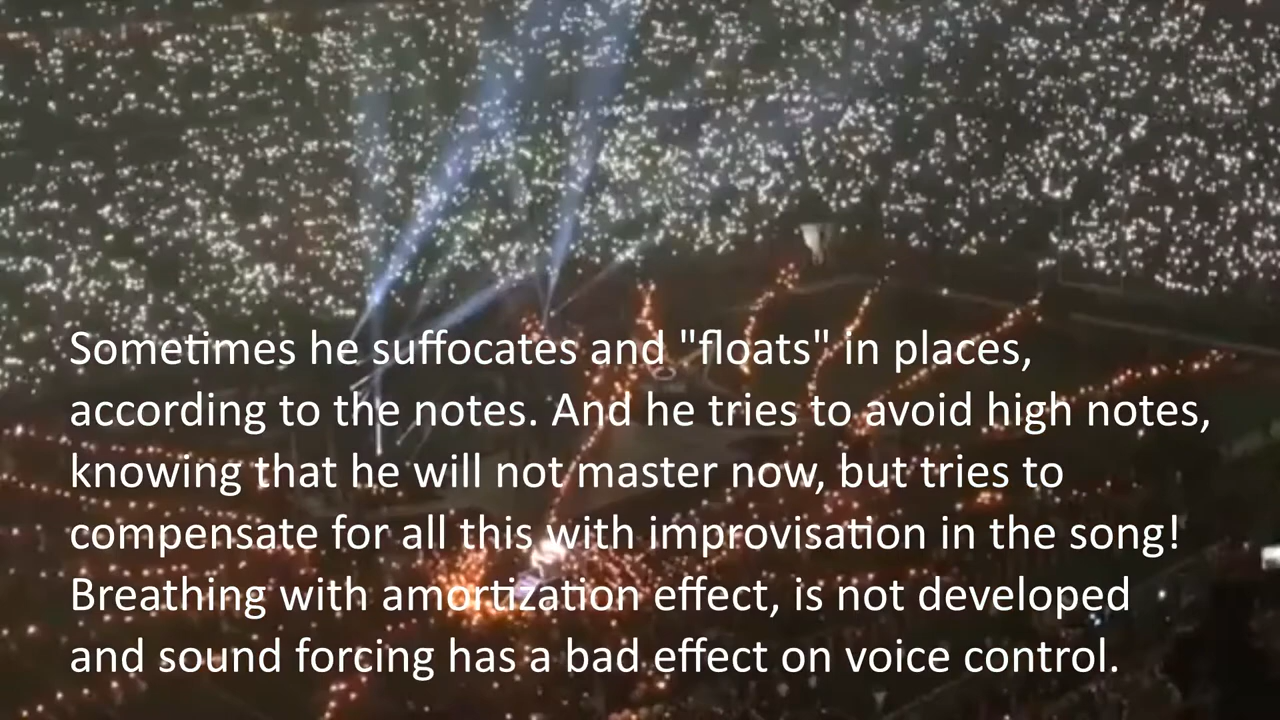 Sometimes he suffocates and "floats" in places,
according to the notes. And he tries to avoid high notes,
knowing that he will not master now, but tries to
compensate for all this with improvisation in the song!
Breathing with amortization effect, is not developed
and sound forcing has a bad effect on voice control.